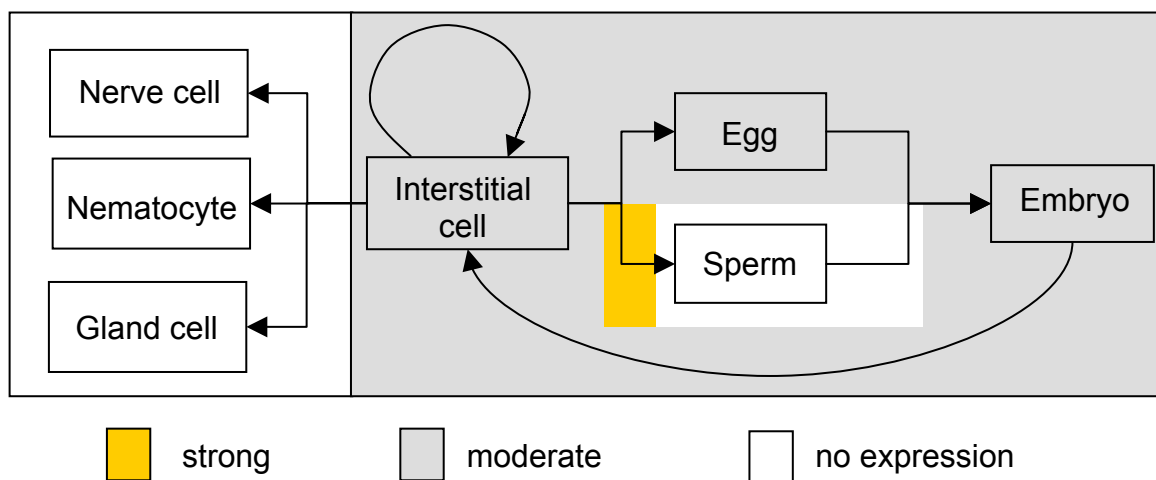 Nerve cell
Nematocyte
Gland cell
Interstitial
cell
Egg
Sperm
Embryo
strong
moderate
no expression